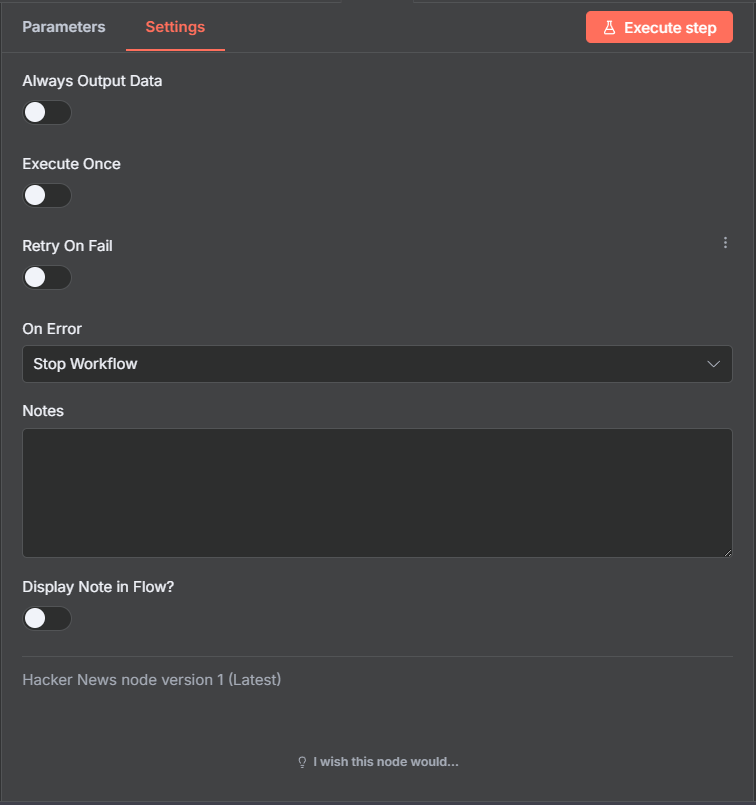 Parameters
Settings
Execute step
Always Output Data
Execute Once
Retry On Fail
On Error
Stop Workflow
Notes
Display Note in Flow?
Hacker News node version 1 (Latest)
I wish this node would...